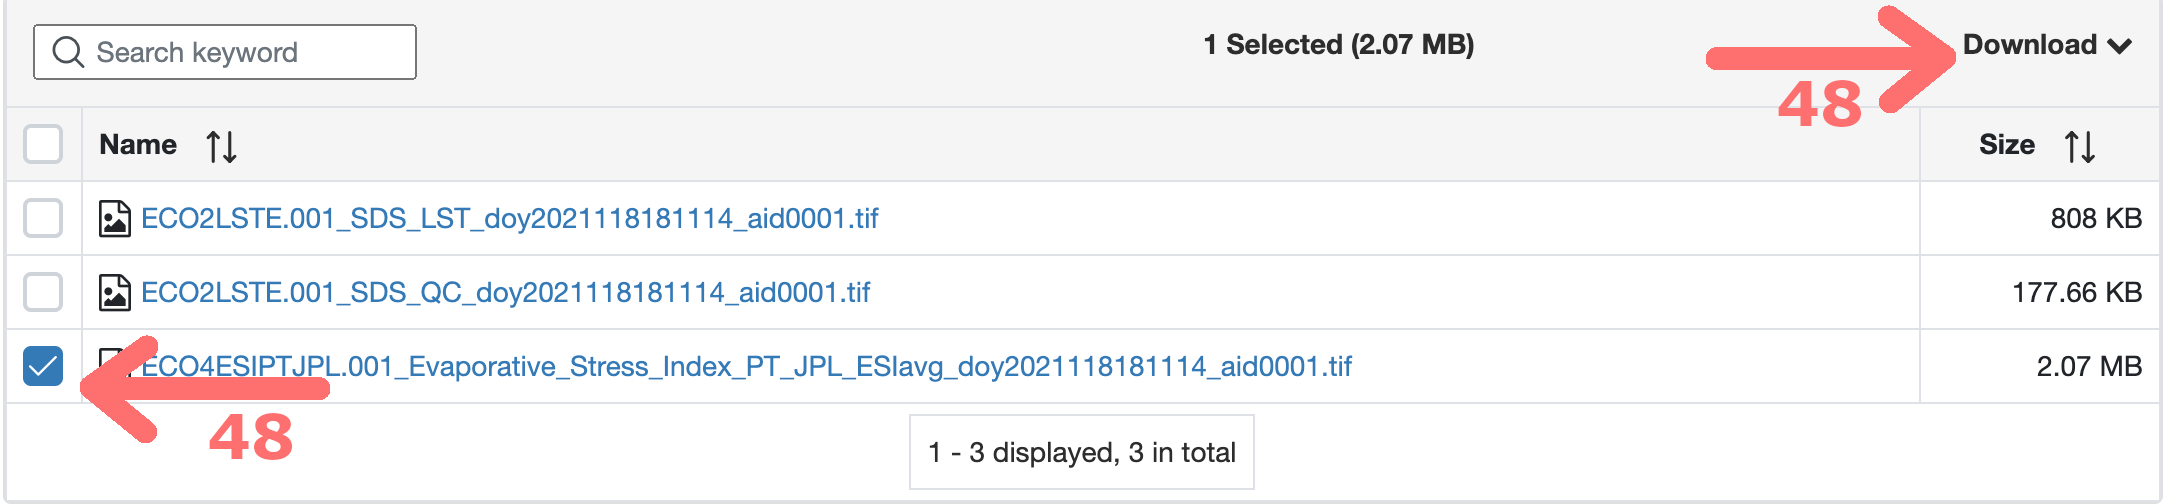 Search keyword
1 Selected (2.07 MB)
Download
48
Name
Size
ECO2LSTE.001_SDS_LST_doy2021118181114_aid0001.tif
808 KB
ECO2LSTE.001_SDS_QC_doy2021118181114_aid0001.tif
177.66 KB
ECO4ESIPTJPL.001_Evaporative_Stress_Index_PT_JPL_ESIavg_doy2021118181114_aid0001.tif
2.07 MB
48
1 - 3 displayed, 3 in total